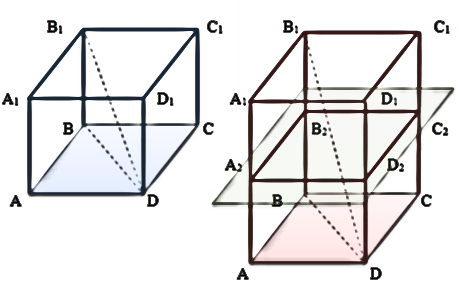 B₁ C₁
A₁ D₁
B C
A D
B₁ C₁
A₁ D₁
B₂ C₂
A₂ D₂
B C
A D